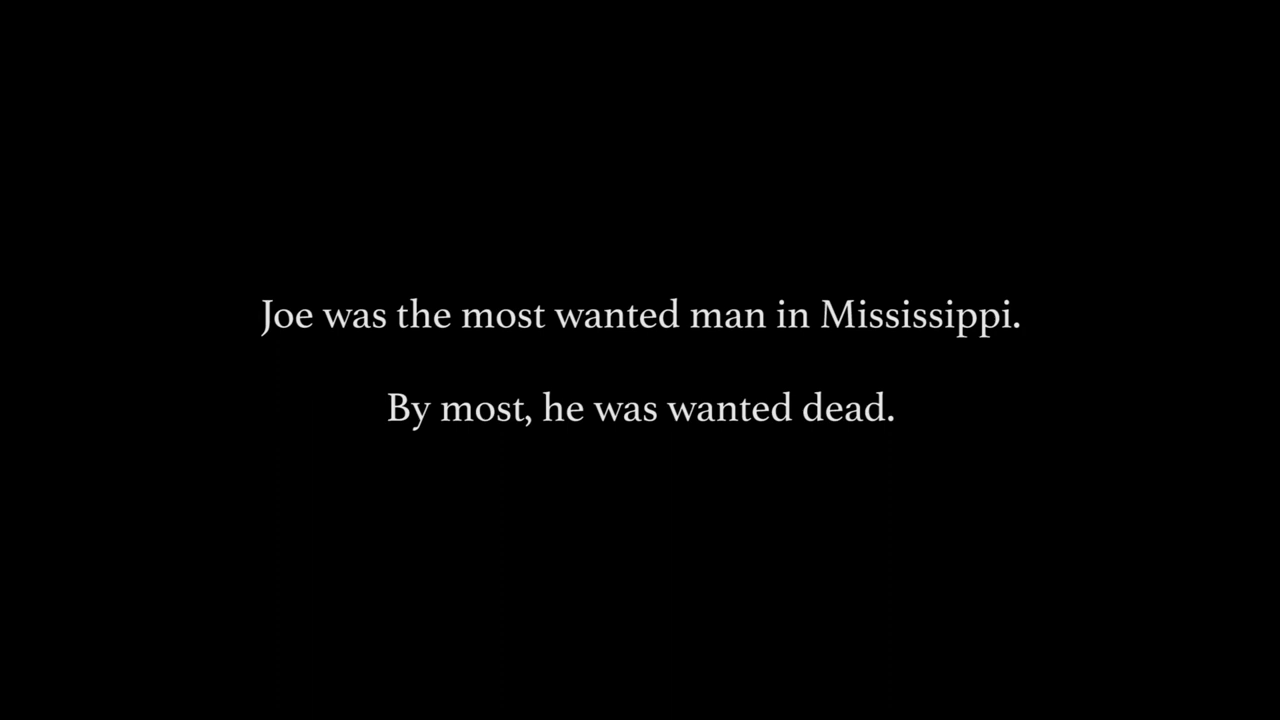 Joe was the most wanted man in Mississippi.
By most, he was wanted dead.